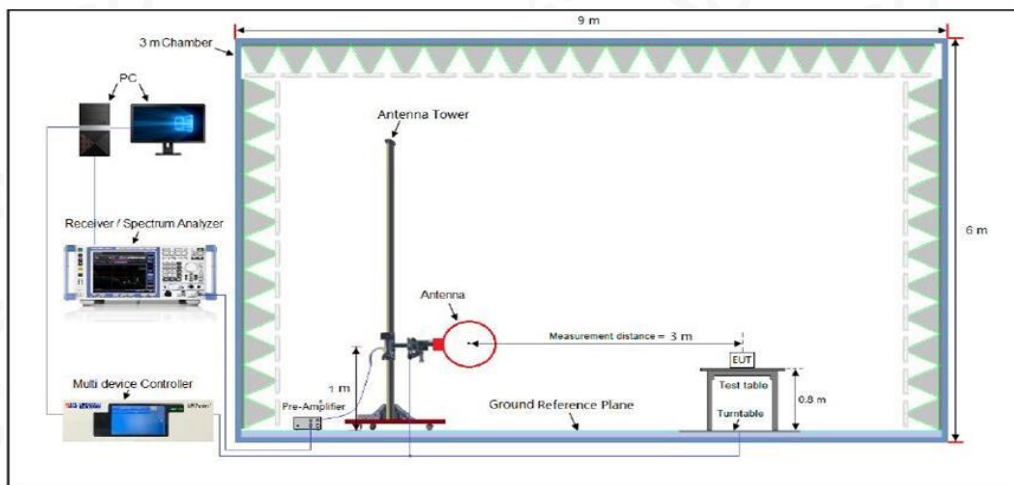 9 m
3 m Chamber
PC
Antenna Tower
Receiver / Spectrum Analyzer
6 m
Antenna
Measurement distance = 3 m
EUT
Multi device Controller
1 m
Test table
0.8 m
Pre-Amplifier
Ground Reference Plane
Turntable